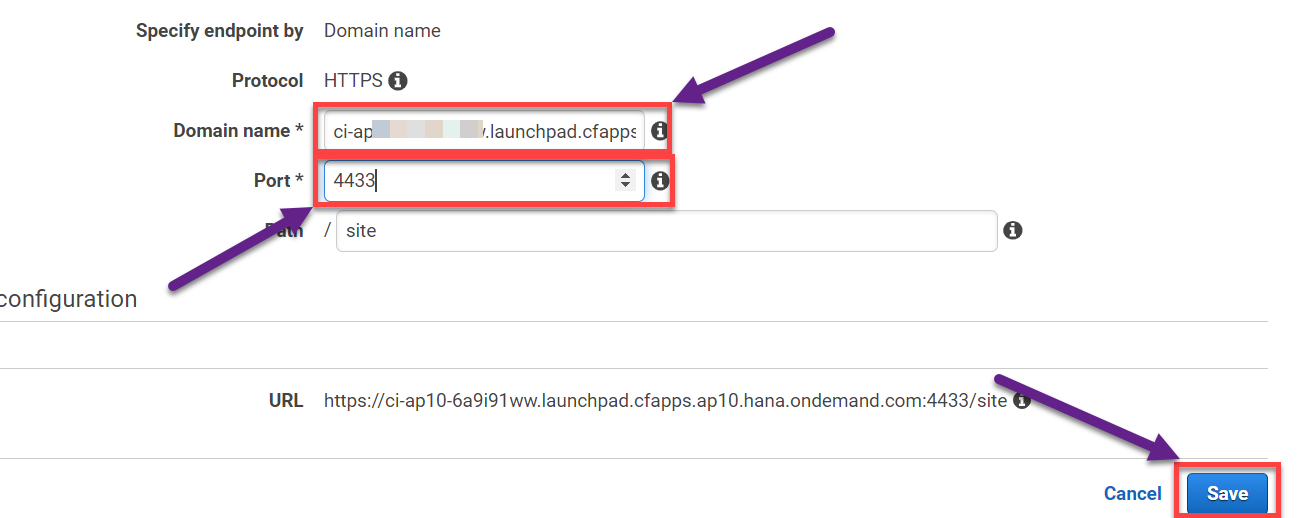 Specify endpoint by Domain name
Protocol HTTPS
Domain name * ci-ap .launchpad.cfapps
Port * 4433
Path / site
configuration
URL https://ci-ap10-6a9i91ww.launchpad.cfapps.ap10.hana.ondemand.com:4433/site
Cancel Save